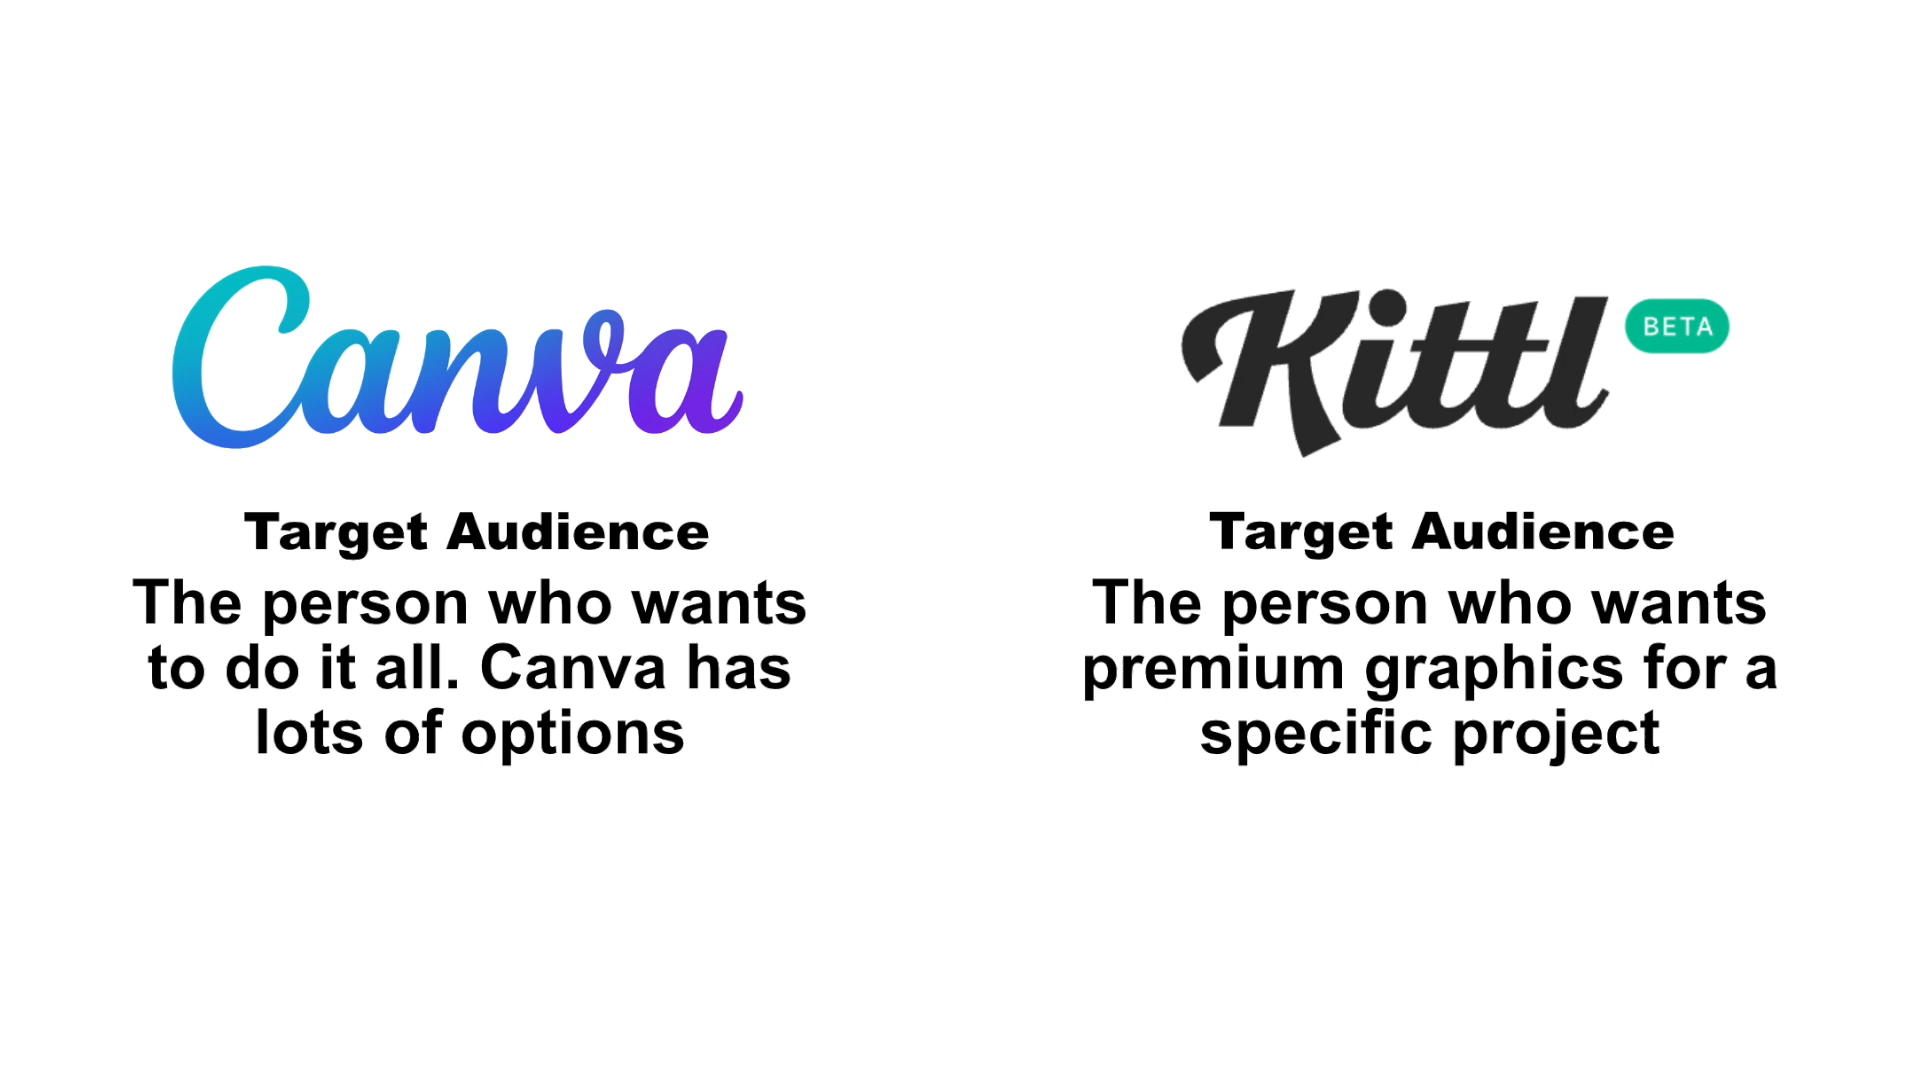 Canva
Target Audience
The person who wants
to do it all. Canva has
lots of options
Kittl BETA
Target Audience
The person who wants
premium graphics for a
specific project